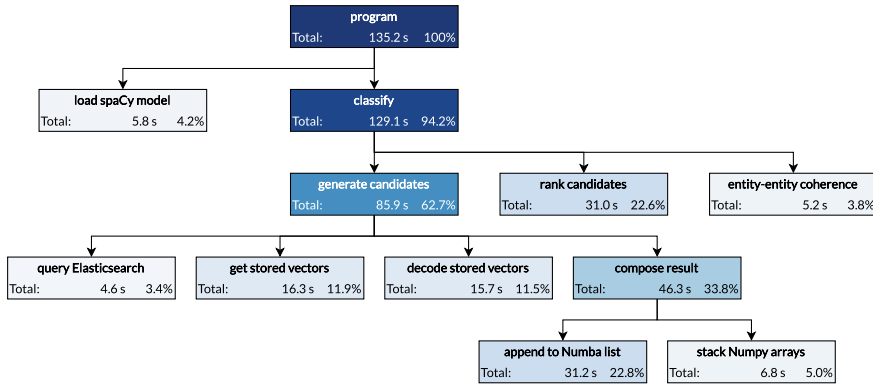 program
Total: 135.2 s 100%
load spaCy model
Total: 5.8 s 4.2%
classify
Total: 129.1 s 94.2%
generate candidates
Total: 85.9 s 62.7%
rank candidates
Total: 31.0 s 22.6%
entity-entity coherence
Total: 5.2 s 3.8%
query Elasticsearch
Total: 4.6 s 3.4%
get stored vectors
Total: 16.3 s 11.9%
decode stored vectors
Total: 15.7 s 11.5%
compose result
Total: 46.3 s 33.8%
append to Numba list
Total: 31.2 s 22.8%
stack Numpy arrays
Total: 6.8 s 5.0%